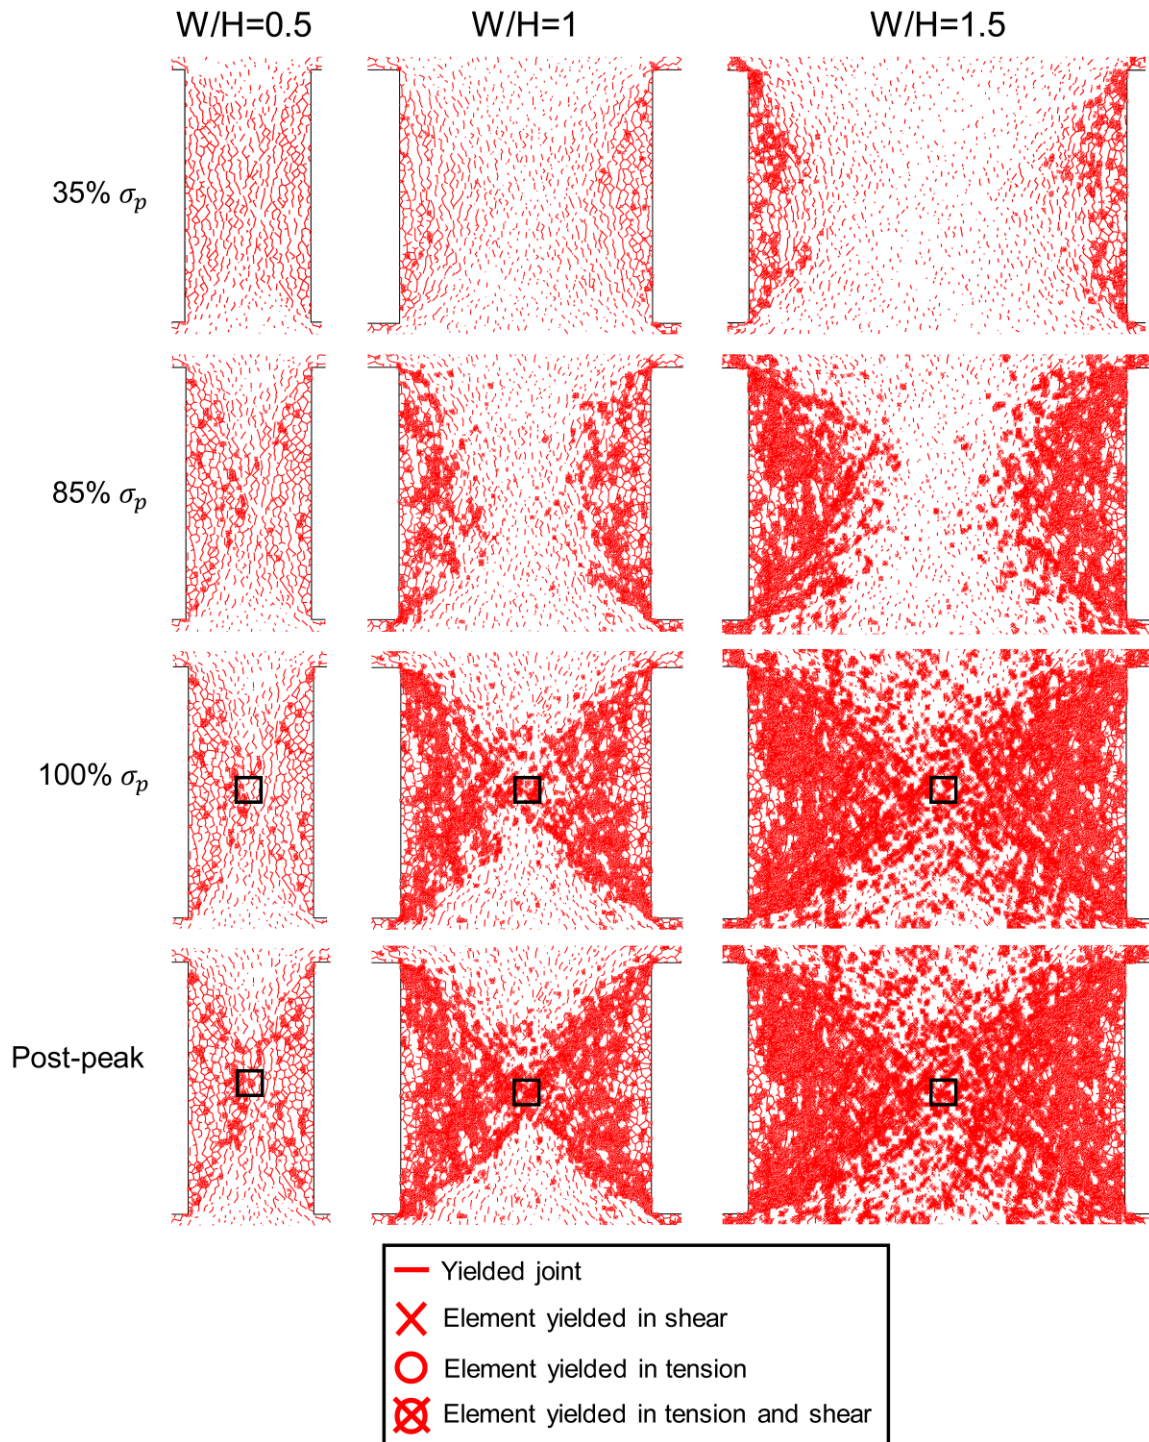 W/H=0.5 W/H=1 W/H=1.5
35% σp
85% σp
100% σp
Post-peak
Yielded joint
Element yielded in shear
Element yielded in tension
Element yielded in tension and shear